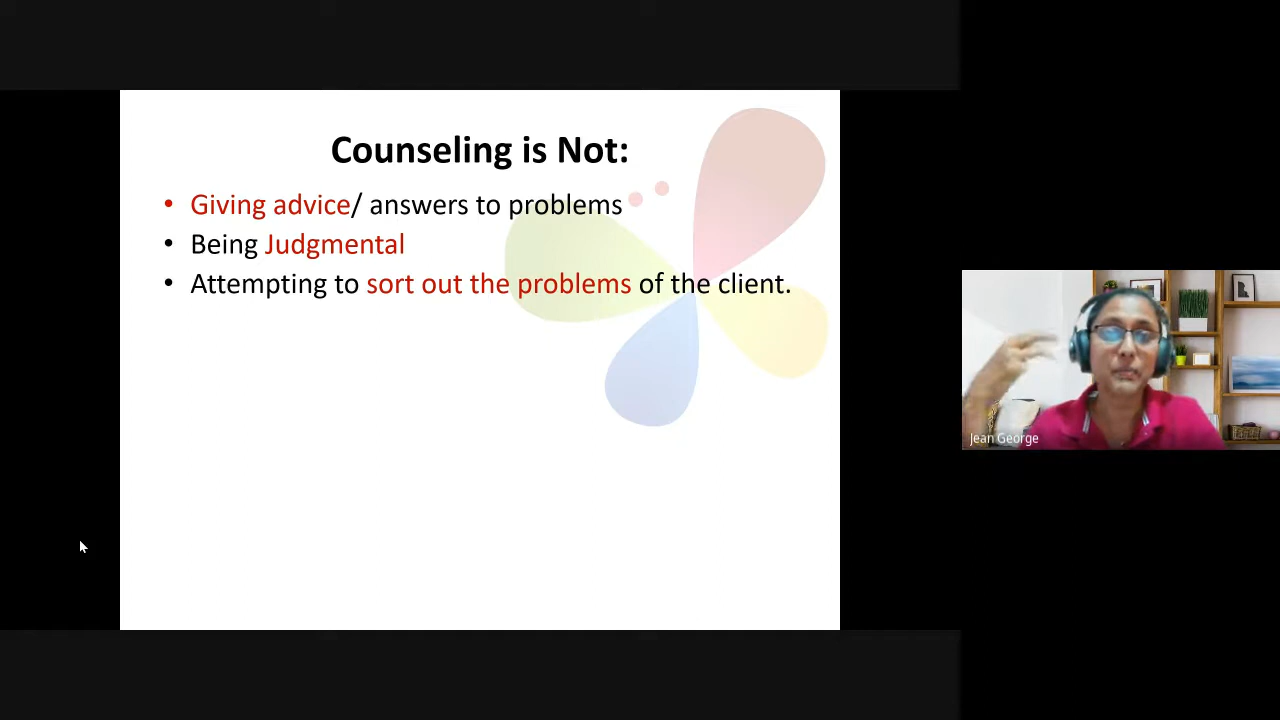 Counseling is Not:
• Giving advice/ answers to problems
• Being Judgmental
• Attempting to sort out the problems of the client.
Jean George